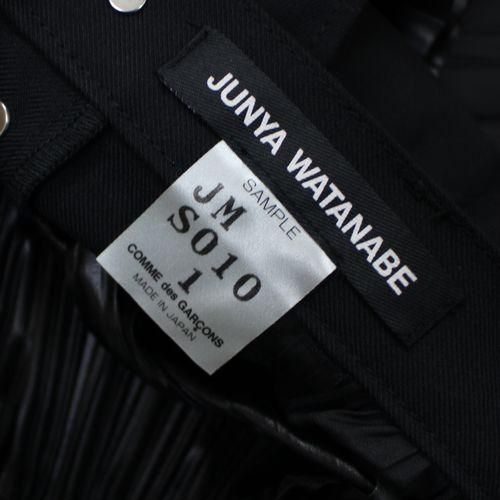 JUNYA WATANABE
SAMPLE
JM
S010
1
COMME des GARÇONS
MADE IN JAPAN